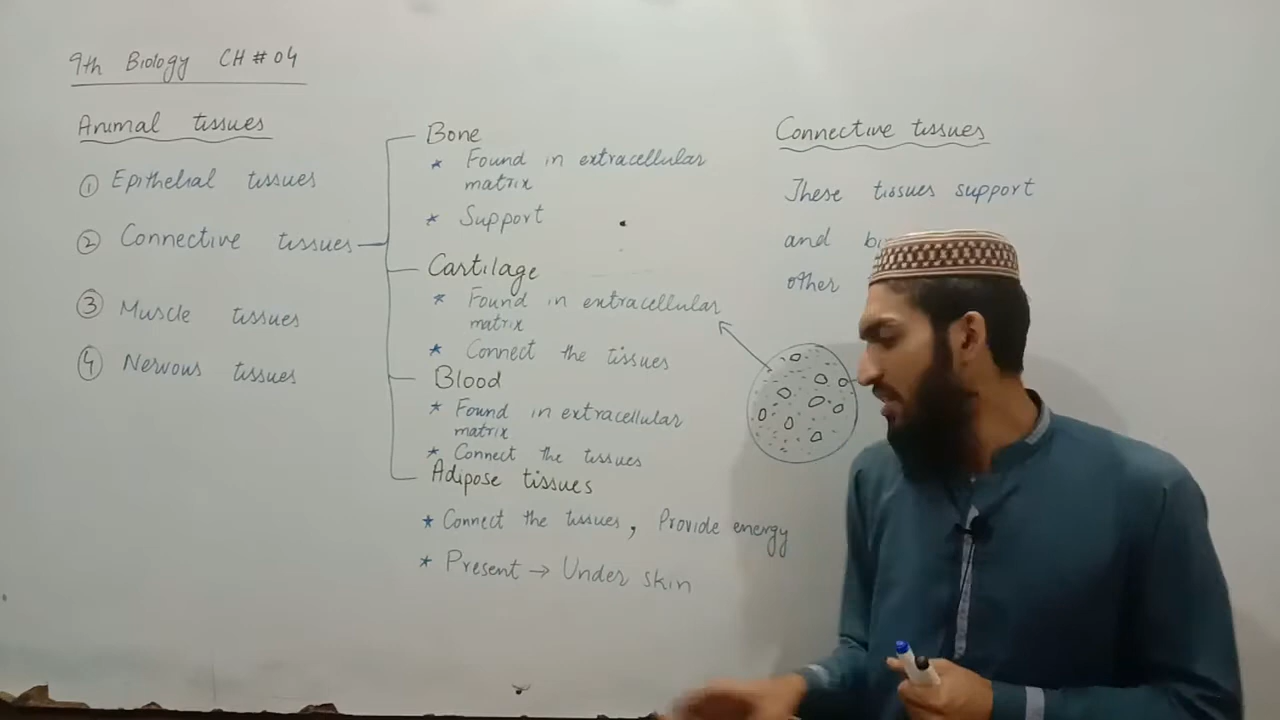 9th Biology CH # 04
Animal tissues
① Epithelial tissues
② Connective tissues
③ Muscle tissues
④ Nervous tissues
Bone
* Found in extracellular
matrix
* Support
Cartilage
* Found in extracellular
matrix
* Connect the tissues
Blood
* Found in extracellular
matrix
* Connect the tissues
Adipose tissues
* Connect the tissues, Provide energy
* Present → Under skin
Connective tissues
These tissues support
and
other